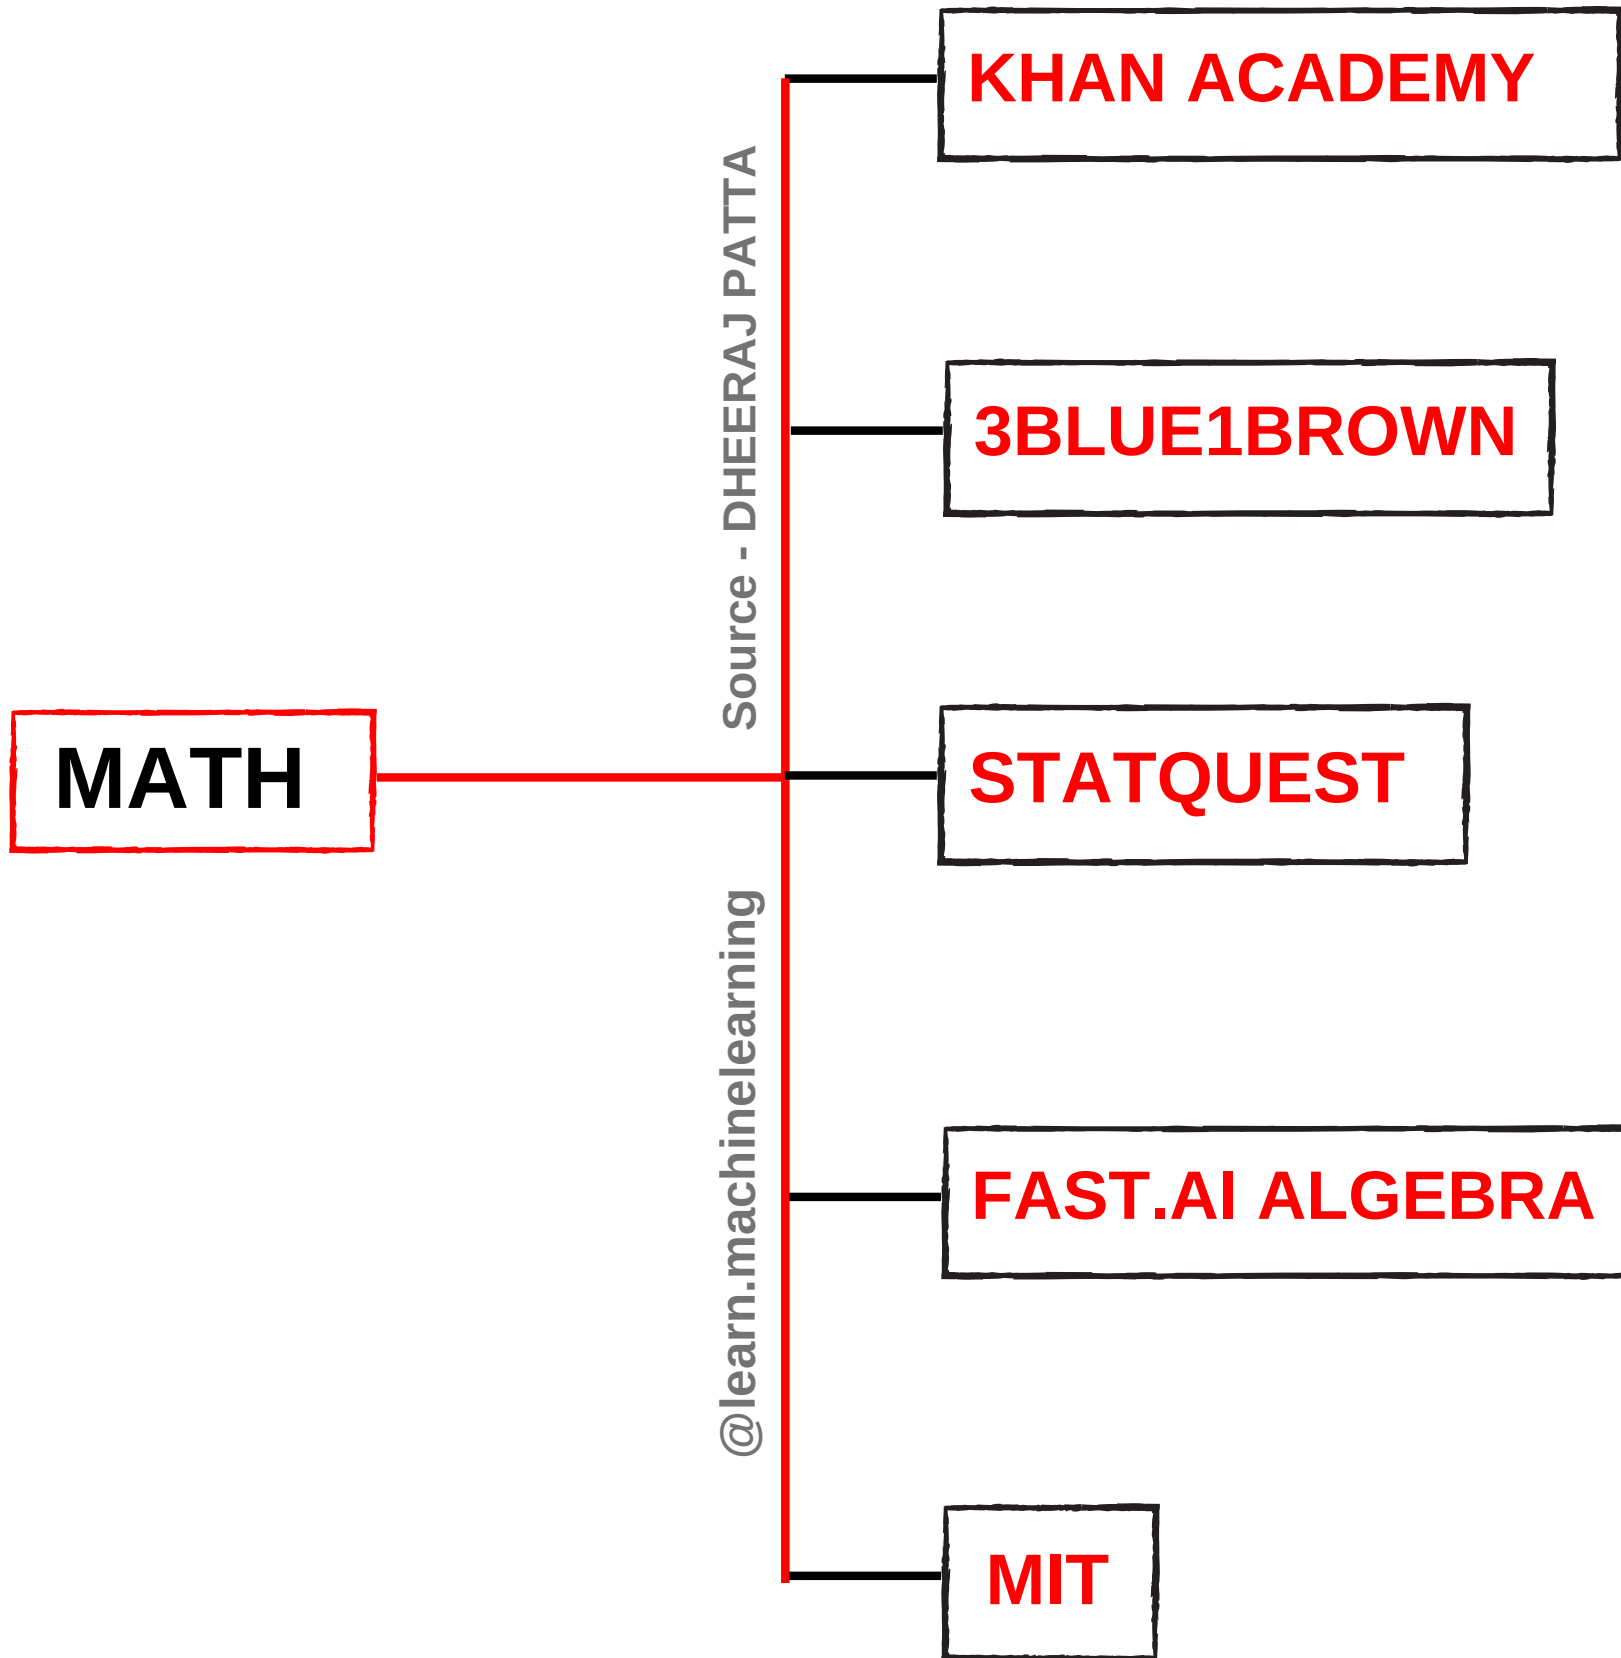 KHAN ACADEMY
Source - DHEERAJ PATTA
3BLUE1BROWN
MATH
STATQUEST
@learn.machinelearning
FAST.AI ALGEBRA
MIT